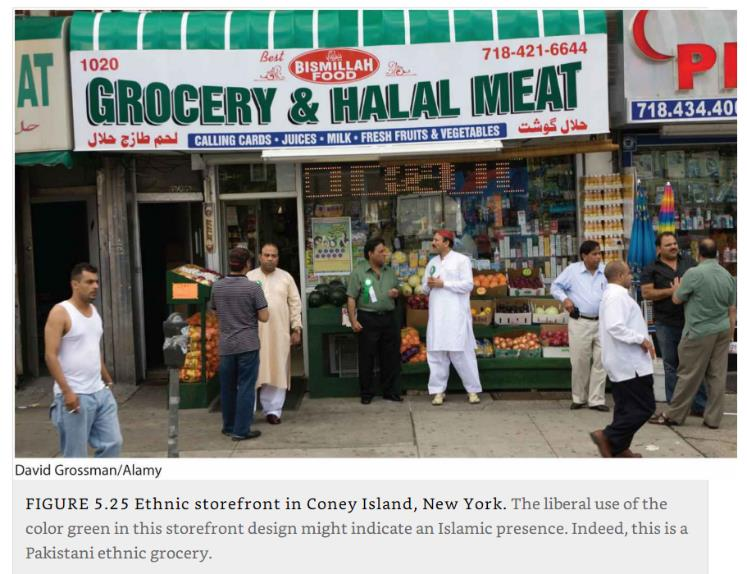 AT
حلا
1020
Best
BISMILLAH
FOOD
718-421-6644
GROCERY & HALAL MEAT
لحم طازج حلال
CALLING CARDS • JUICES • MILK • FRESH FRUITS & VEGETABLES
حلال گوشت
718.434.400
David Grossman/Alamy
FIGURE 5.25 Ethnic storefront in Coney Island, New York. The liberal use of the
color green in this storefront design might indicate an Islamic presence. Indeed, this is a
Pakistani ethnic grocery.